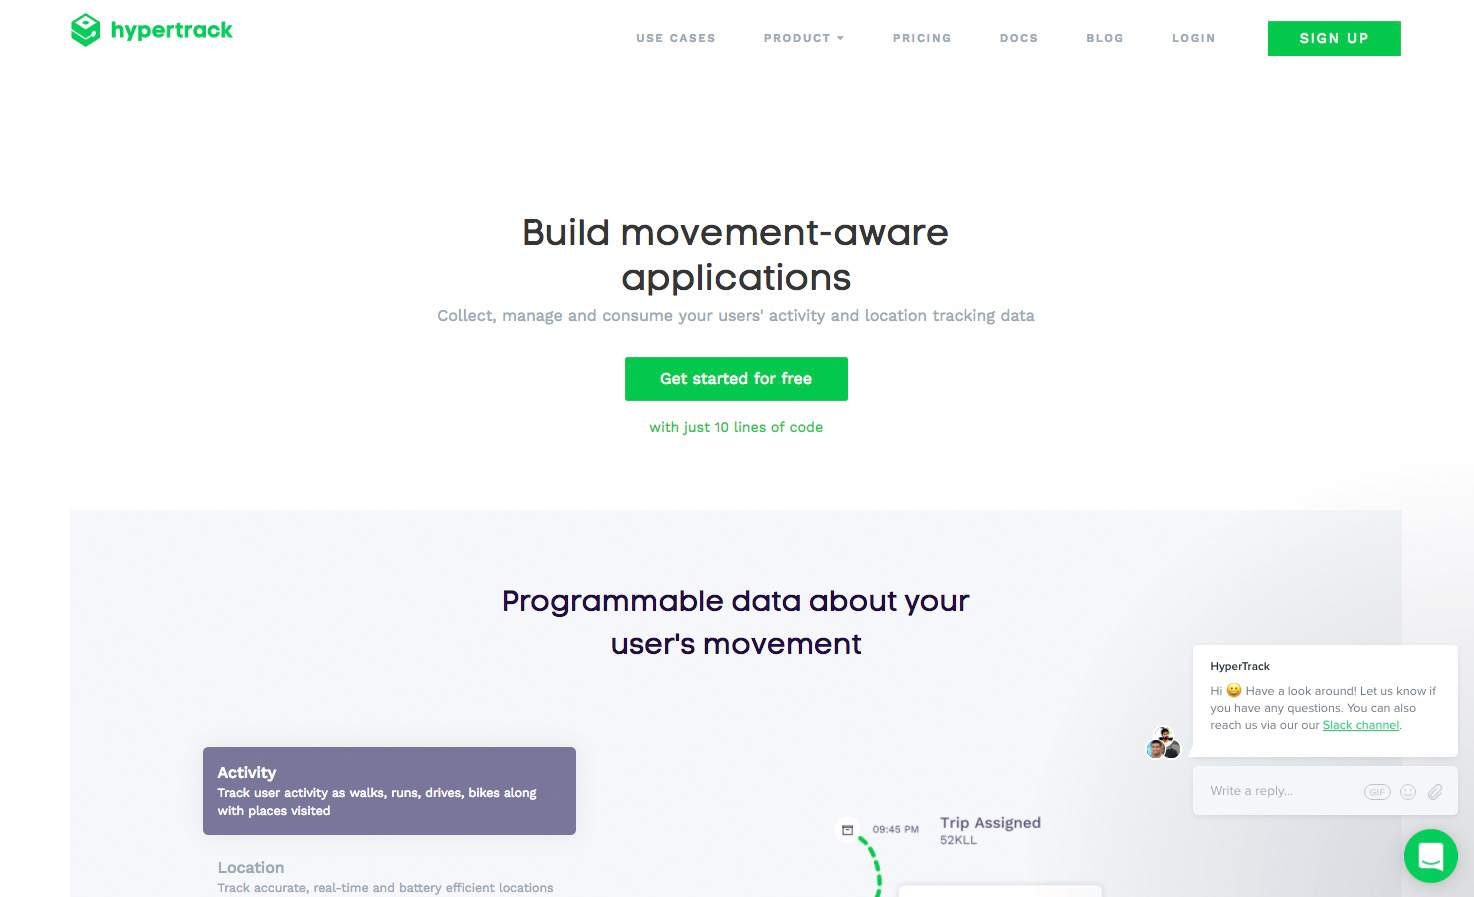 hypertrack
USE CASES
PRODUCT
PRICING
DOCS
BLOG
LOGIN
SIGN UP
Build movement-aware
applications
Collect, manage and consume your users' activity and location tracking data
Get started for free
with just 10 lines of code
Programmable data about your
user's movement
Activity
Track user activity as walks, runs, drives, bikes along
with places visited
Location
Track accurate, real-time and battery efficient locations
09:45 PM
Trip Assigned
52KLL
HyperTrack
Hi 😀 Have a look around! Let us know if
you have any questions. You can also
reach us via our our Slack channel.
Write a reply...
GIF